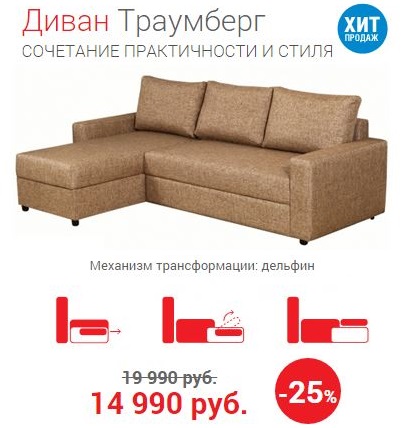 Диван Траумберг
ХИТ
ПРОДАЖ
СОЧЕТАНИЕ ПРАКТИЧНОСТИ И СТИЛЯ
Механизм трансформации: дельфин
19 990 руб.
14 990 руб.
-25%